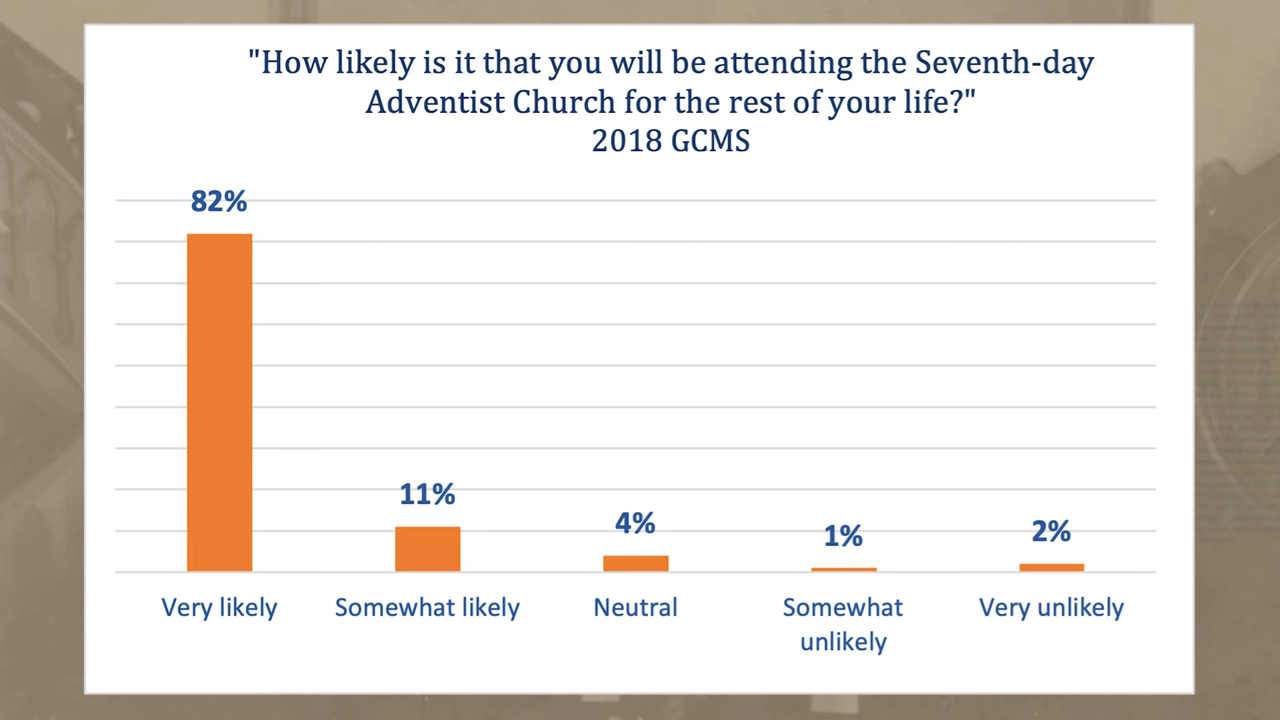 "How likely is it that you will be attending the Seventh-day
Adventist Church for the rest of your life?"
2018 GCMS
82%
11%
4%
1%
2%
Very likely
Somewhat likely
Neutral
Somewhat
unlikely
Very unlikely